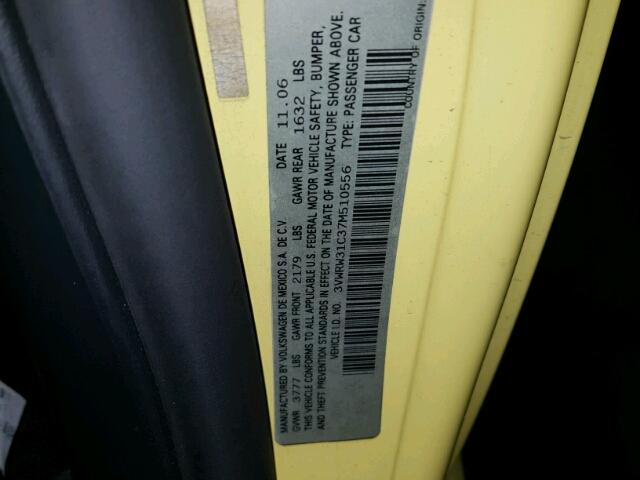 MANUFACTURED BY VOLKSWAGEN DE MEXICO S.A. DE C.V. DATE 11.06
GVWR 3777 LBS GAWR FRONT 2179 LBS GAWR REAR 1632 LBS
THIS VEHICLE CONFORMS TO ALL APPLICABLE U.S. FEDERAL MOTOR VEHICLE SAFETY, BUMPER,
AND THEFT PREVENTION STANDARDS IN EFFECT ON THE DATE OF MANUFACTURE SHOWN ABOVE.
VEHICLE I.D. NO. 3VWRW31C37M510556 TYPE: PASSENGER CAR
COUNTRY OF ORIGIN: